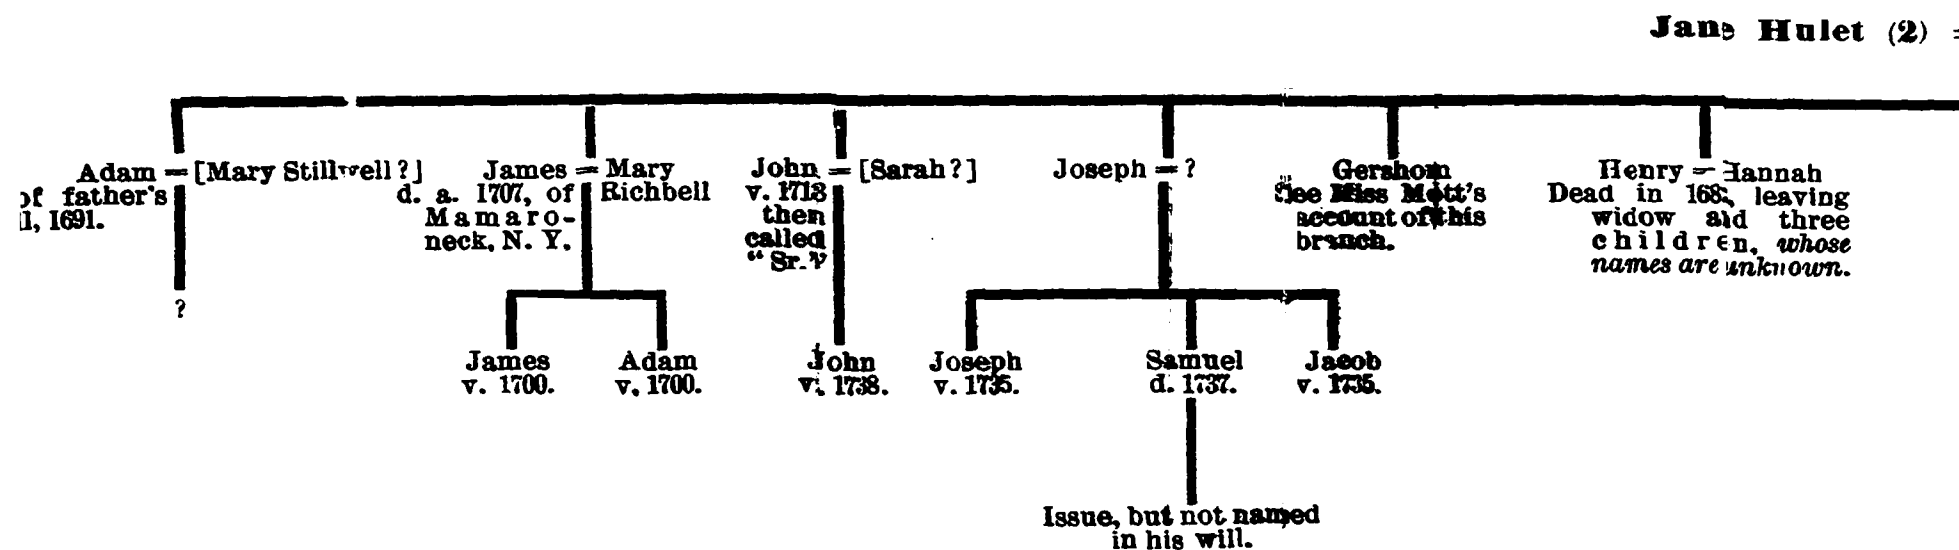 Jane Hulet (2) =
Adam = [Mary Stillwell ?]
of father's
1691.
?
James = Mary
Richbell
d. a. 1707, of
Mamaro-
neck, N. Y.
James
v. 1700.
Adam
v. 1700.
John = [Sarah ?]
v. 1713
then
called
"Sr."
John
v. 1738.
Joseph = ?
Joseph
v. 1735.
Samuel
d. 1737.
Issue, but not named
in his will.
Jacob
v. 1735.
Gershom
See Miss Mott's
account of this
branch.
Henry = Hannah
Dead in leaving
widow and three
children, whose
names are unknown.